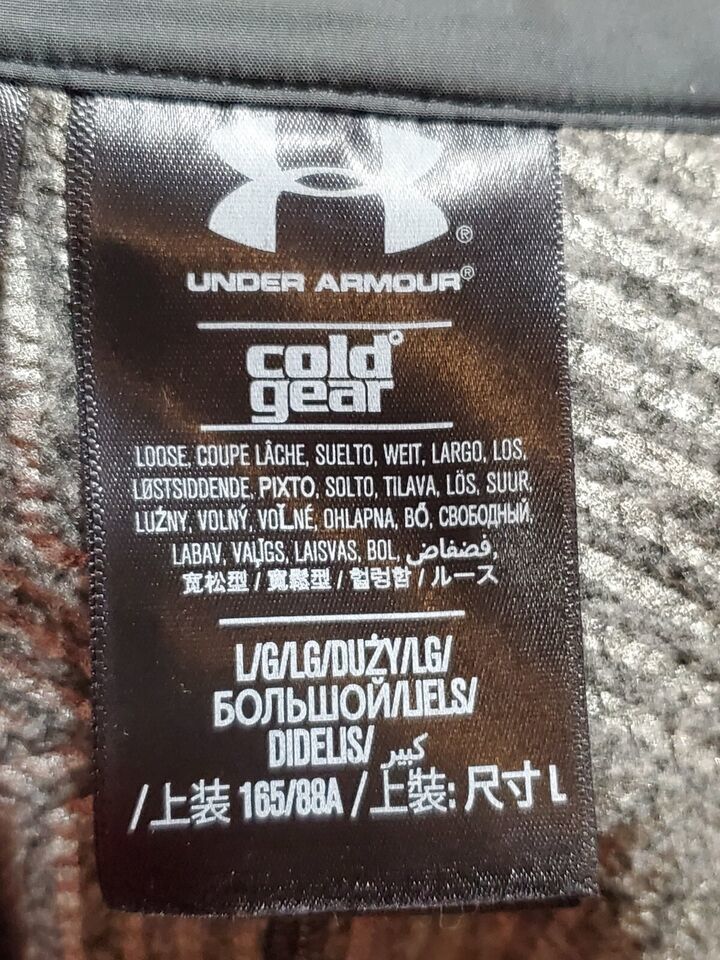 ®
UNDER ARMOUR®
cold°
gear
LOOSE, COUPE LÂCHE, SUELTO, WEIT, LARGO, LOS,
LØSTSIDDENDE, PIXTO, SOLTO, TILAVA, LÖS, SUUR,
LUŹNY, VOLNÝ, VOĽNÉ, OHLAPNA, BŐ, СВОБОДНЫЙ,
LABAV, VAĻĪGS, LAISVAS, BOL, فضفاض,
宽松型 / 寬鬆型 / 헐렁함 / ルース
L/G/LG/DUŻY/LG/
БОЛЬШОЙ/LIELS/
DIDELIS/ كبير
/上装 165/88A /上裝: 尺寸 L